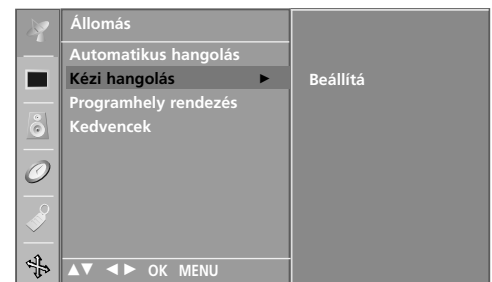 Állomás
Automatikus hangolás
Kézi hangolás ► Beállítá
Programhely rendezés
Kedvencek
▲▼ ◄► OK MENU